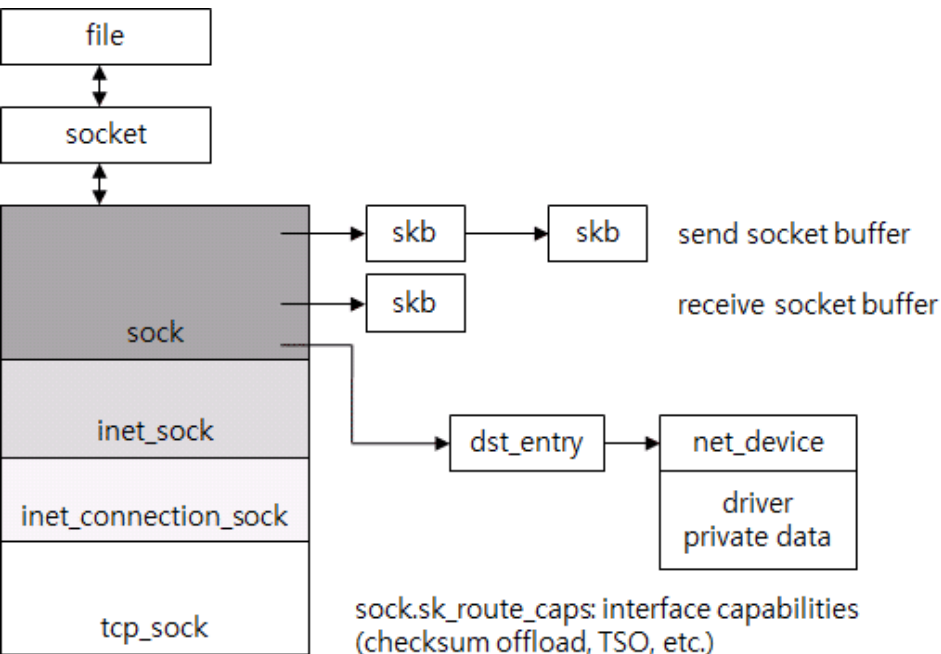 file
socket
skb
skb
send socket buffer
skb
receive socket buffer
sock
inet_sock
dst_entry
net_device
driver
private data
inet_connection_sock
tcp_sock
sock.sk_route_caps: interface capabilities
(checksum offload, TSO, etc.)